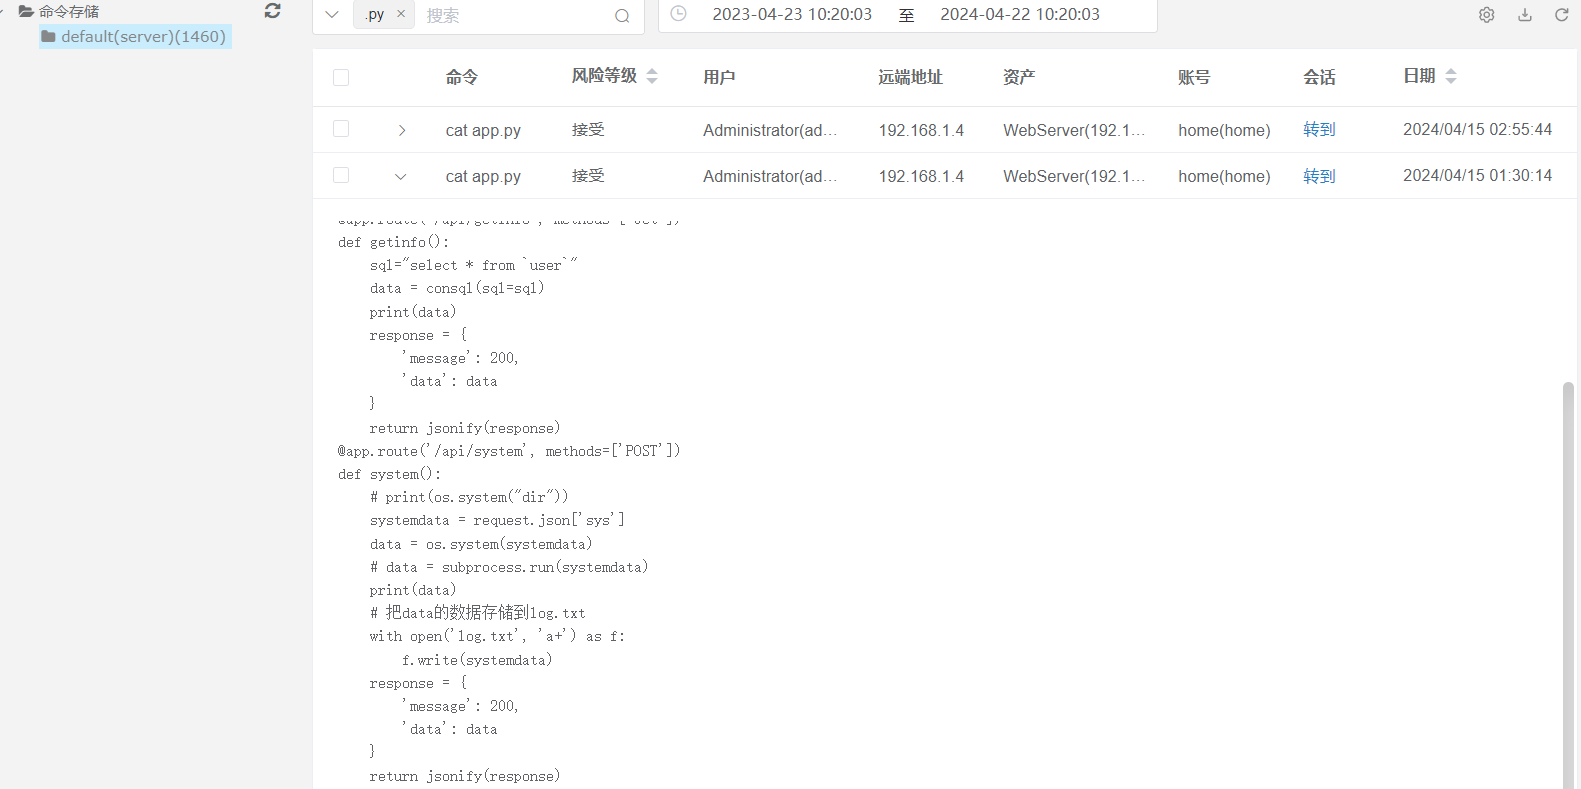 命令存储
default(server)(1460)
.py × 搜索
2023-04-23 10:20:03 至 2024-04-22 10:20:03
命令 风险等级 用户 远端地址 资产 账号 会话 日期
cat app.py 接受 Administrator(ad... 192.168.1.4 WebServer(192.1... home(home) 转到 2024/04/15 02:55:44
cat app.py 接受 Administrator(ad... 192.168.1.4 WebServer(192.1... home(home) 转到 2024/04/15 01:30:14
@app.route('/api/getinfo', methods=['Get'])
def getinfo():
    sql="select * from `user`"
    data = consql(sql=sql)
    print(data)
    response = {
        'message': 200,
        'data': data
    }
    return jsonify(response)
@app.route('/api/system', methods=['POST'])
def system():
    # print(os.system("dir"))
    systemdata = request.json['sys']
    data = os.system(systemdata)
    # data = subprocess.run(systemdata)
    print(data)
    # 把data的数据存储到log.txt
    with open('log.txt', 'a+') as f:
        f.write(systemdata)
    response = {
        'message': 200,
        'data': data
    }
    return jsonify(response)